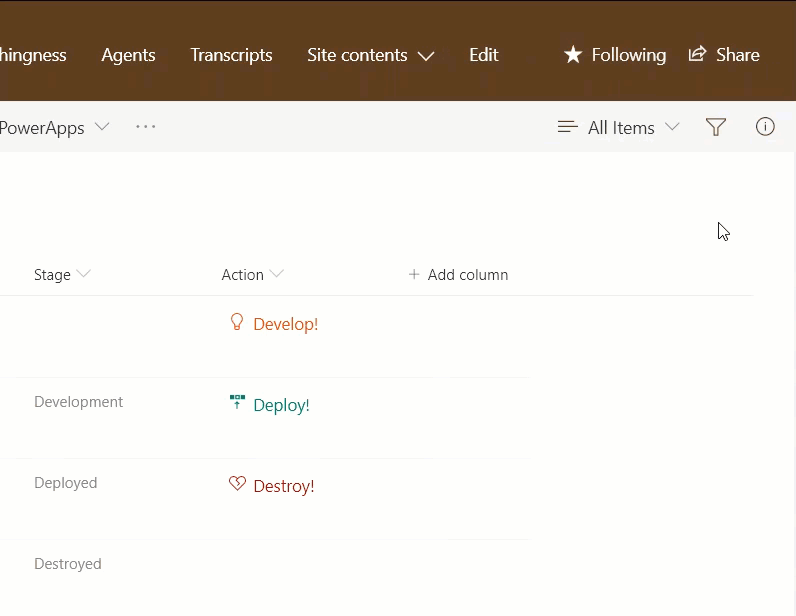 hingness Agents Transcripts Site contents Edit Following Share
PowerApps ··· All Items
Stage Action + Add column
Develop!
Development Deploy!
Deployed Destroy!
Destroyed